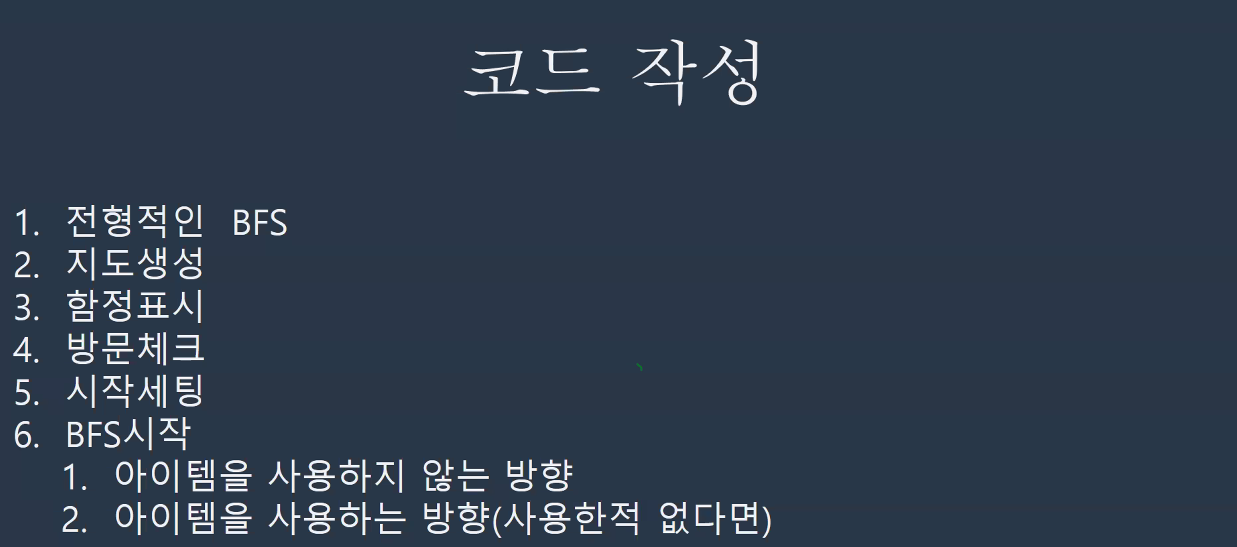 코드 작성
1. 전형적인 BFS
2. 지도생성
3. 함정표시
4. 방문체크
5. 시작세팅
6. BFS시작
1. 아이템을 사용하지 않는 방향
2. 아이템을 사용하는 방향(사용한적 없다면)